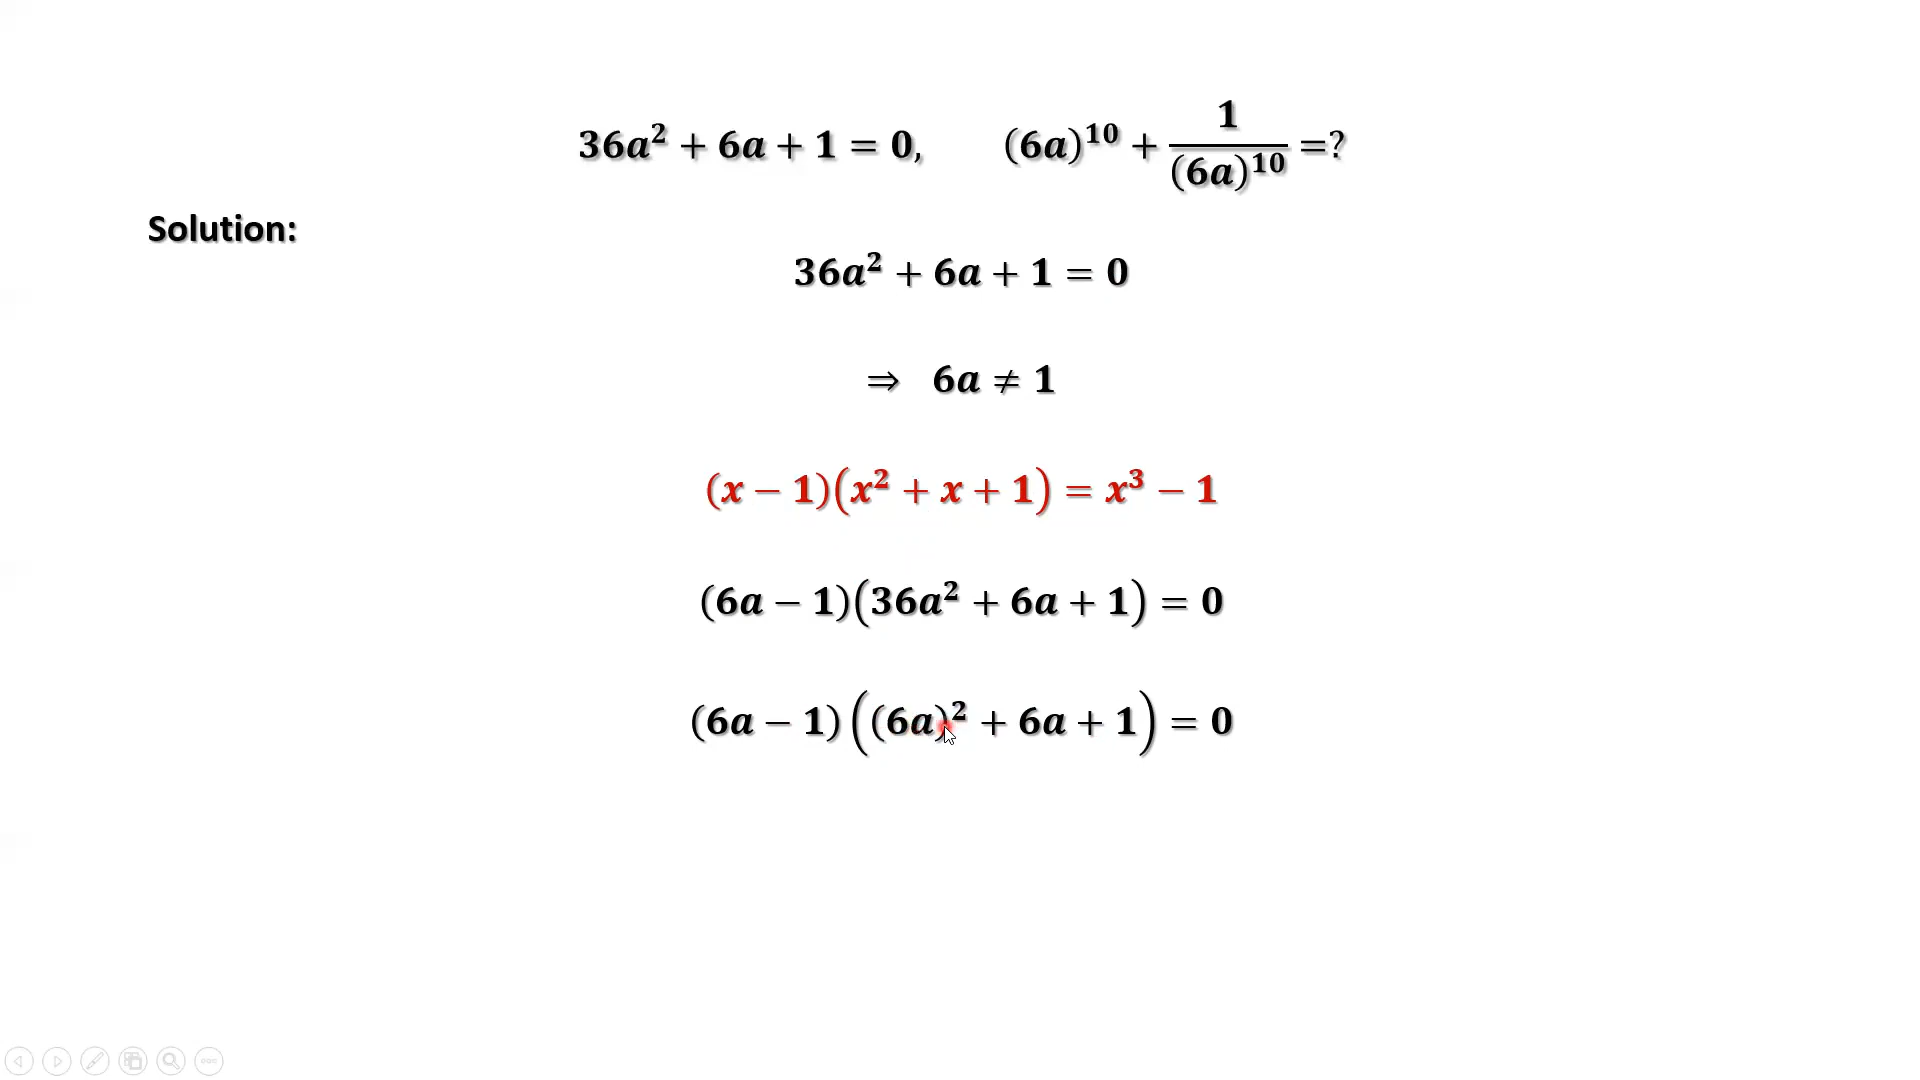 36a² + 6a + 1 = 0, (6a)¹⁰ + 1/(6a)¹⁰ =?
Solution:
36a² + 6a + 1 = 0
⇒ 6a ≠ 1
(x − 1)(x² + x + 1) = x³ − 1
(6a − 1)(36a² + 6a + 1) = 0
(6a − 1)((6a)² + 6a + 1) = 0